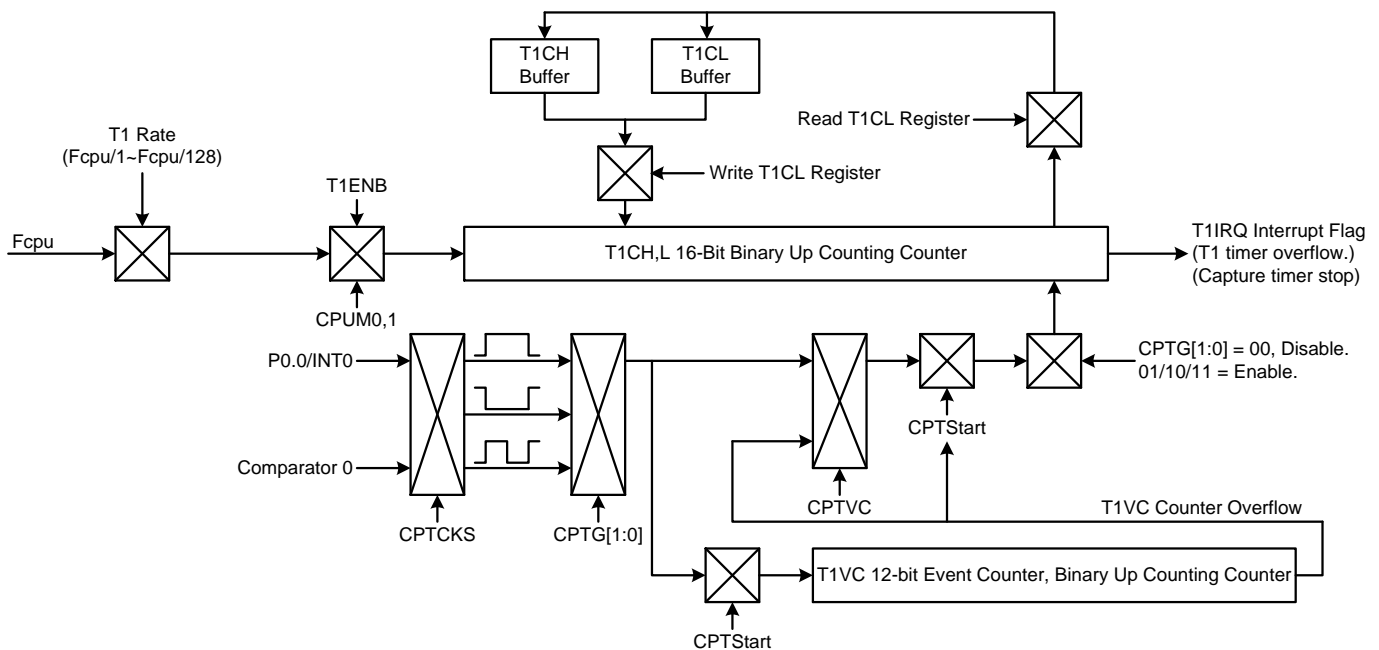 T1CH
Buffer
T1CL
Buffer
Read T1CL Register
T1 Rate
(Fcpu/1~Fcpu/128)
Write T1CL Register
T1ENB
Fcpu
T1CH,L 16-Bit Binary Up Counting Counter
T1IRQ Interrupt Flag
(T1 timer overflow.)
(Capture timer stop)
CPUM0,1
P0.0/INT0
CPTG[1:0] = 00, Disable.
01/10/11 = Enable.
CPTStart
Comparator 0
CPTCKS
CPTG[1:0]
CPTVC
T1VC Counter Overflow
T1VC 12-bit Event Counter, Binary Up Counting Counter
CPTStart